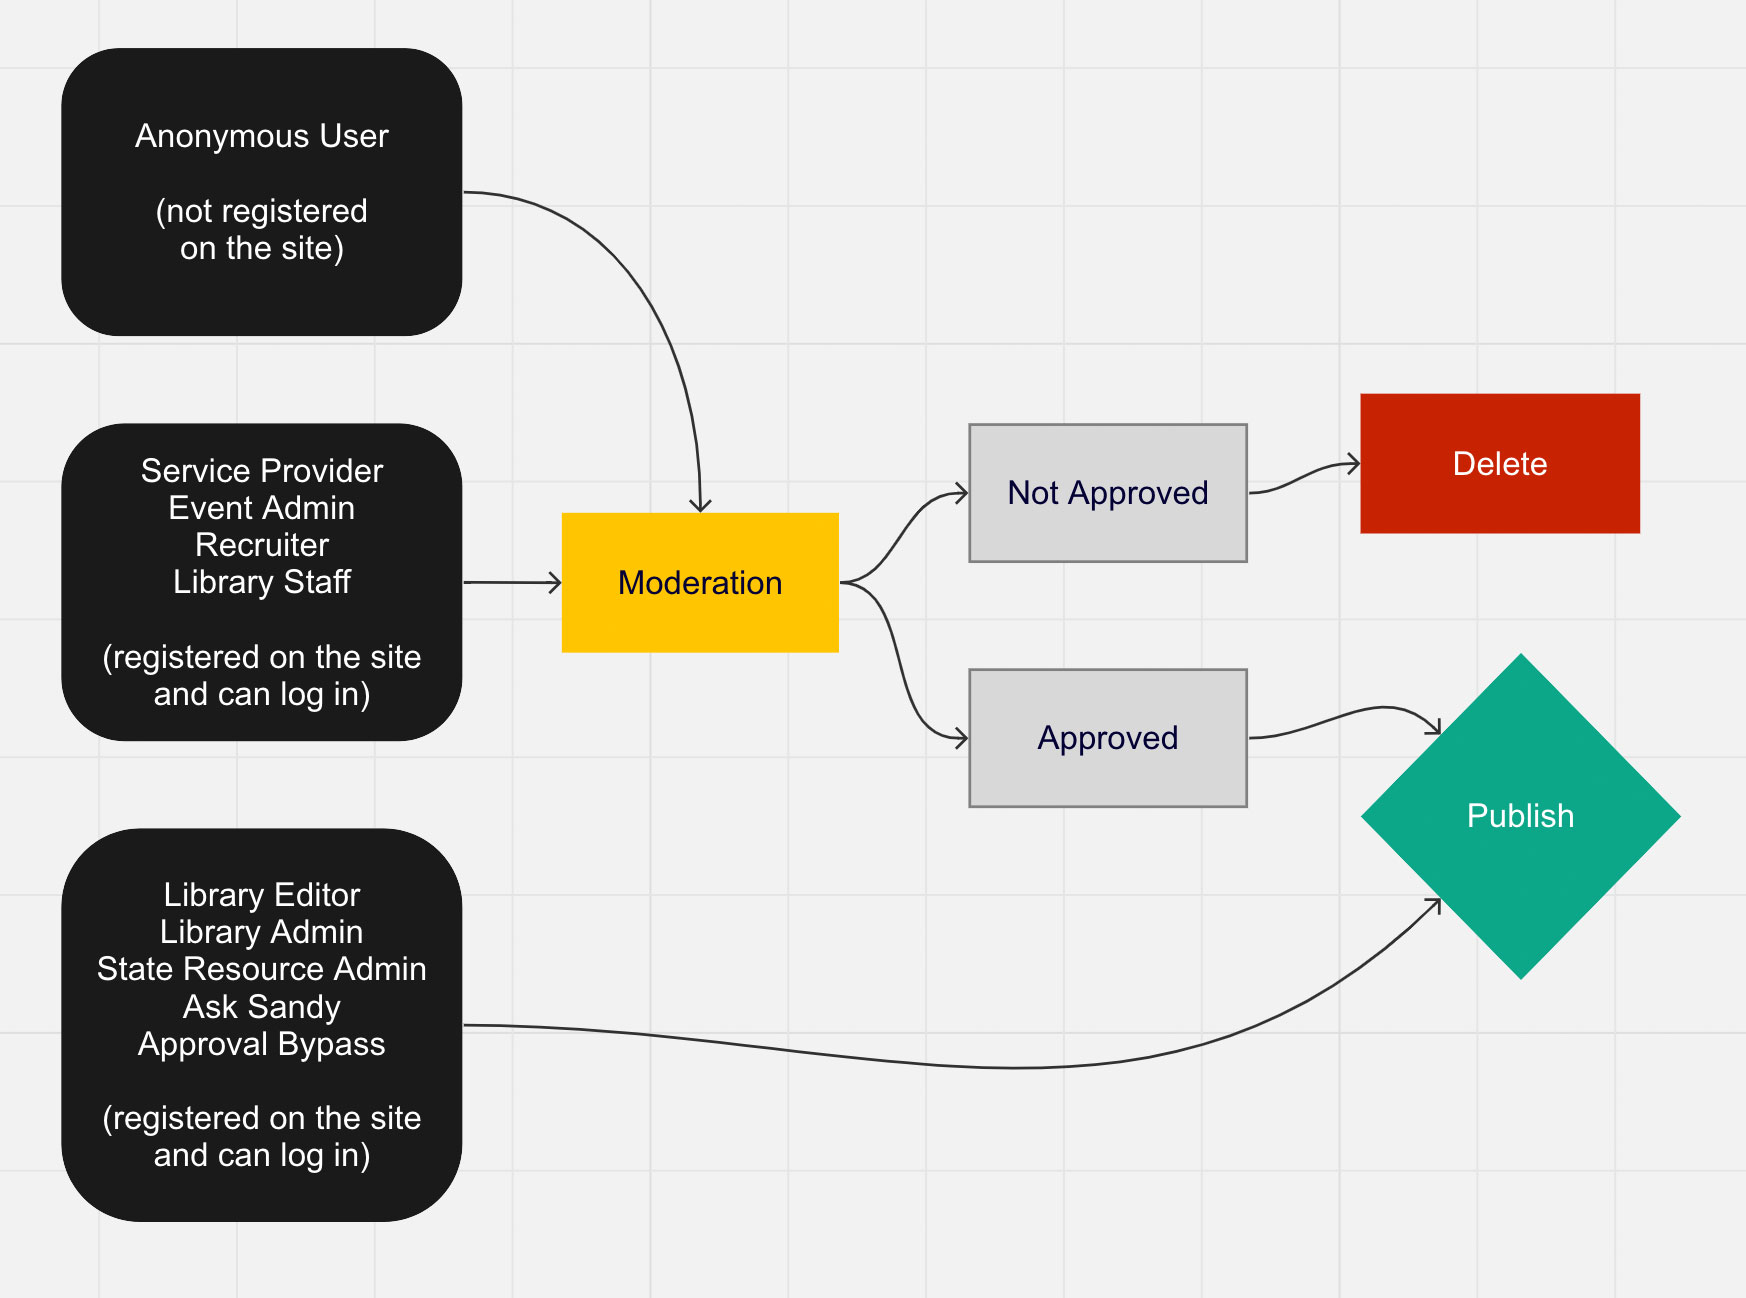 Anonymous User
(not registered
on the site)
Service Provider
Event Admin
Recruiter
Library Staff
(registered on the site
and can log in)
Library Editor
Library Admin
State Resource Admin
Ask Sandy
Approval Bypass
(registered on the site
and can log in)
Moderation
Not Approved
Approved
Delete
Publish